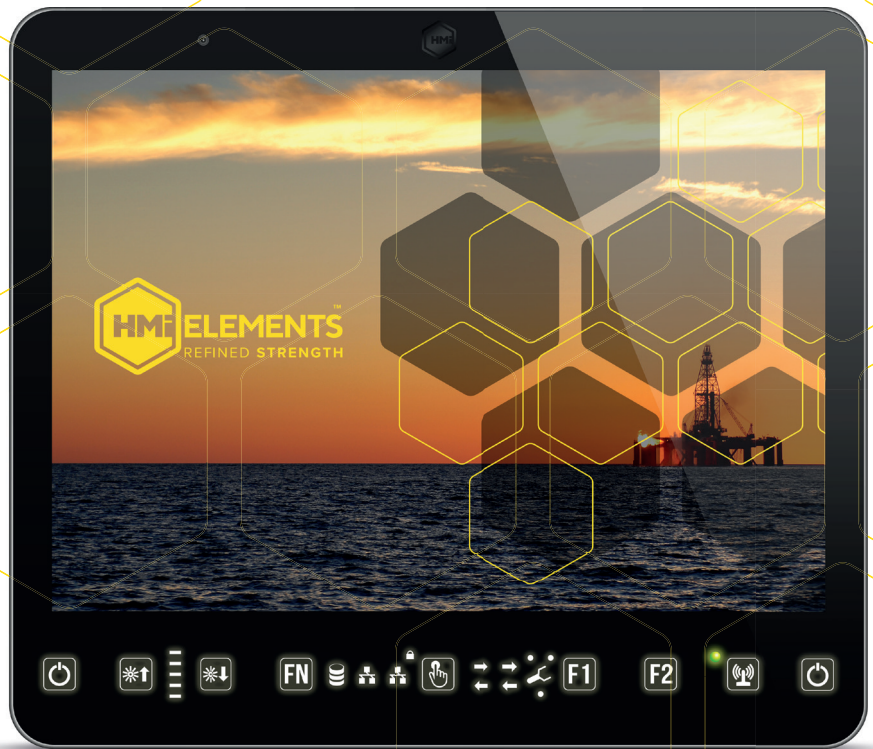 HMi
HMi ELEMENTS™
REFINED STRENGTH
FN
F1
F2